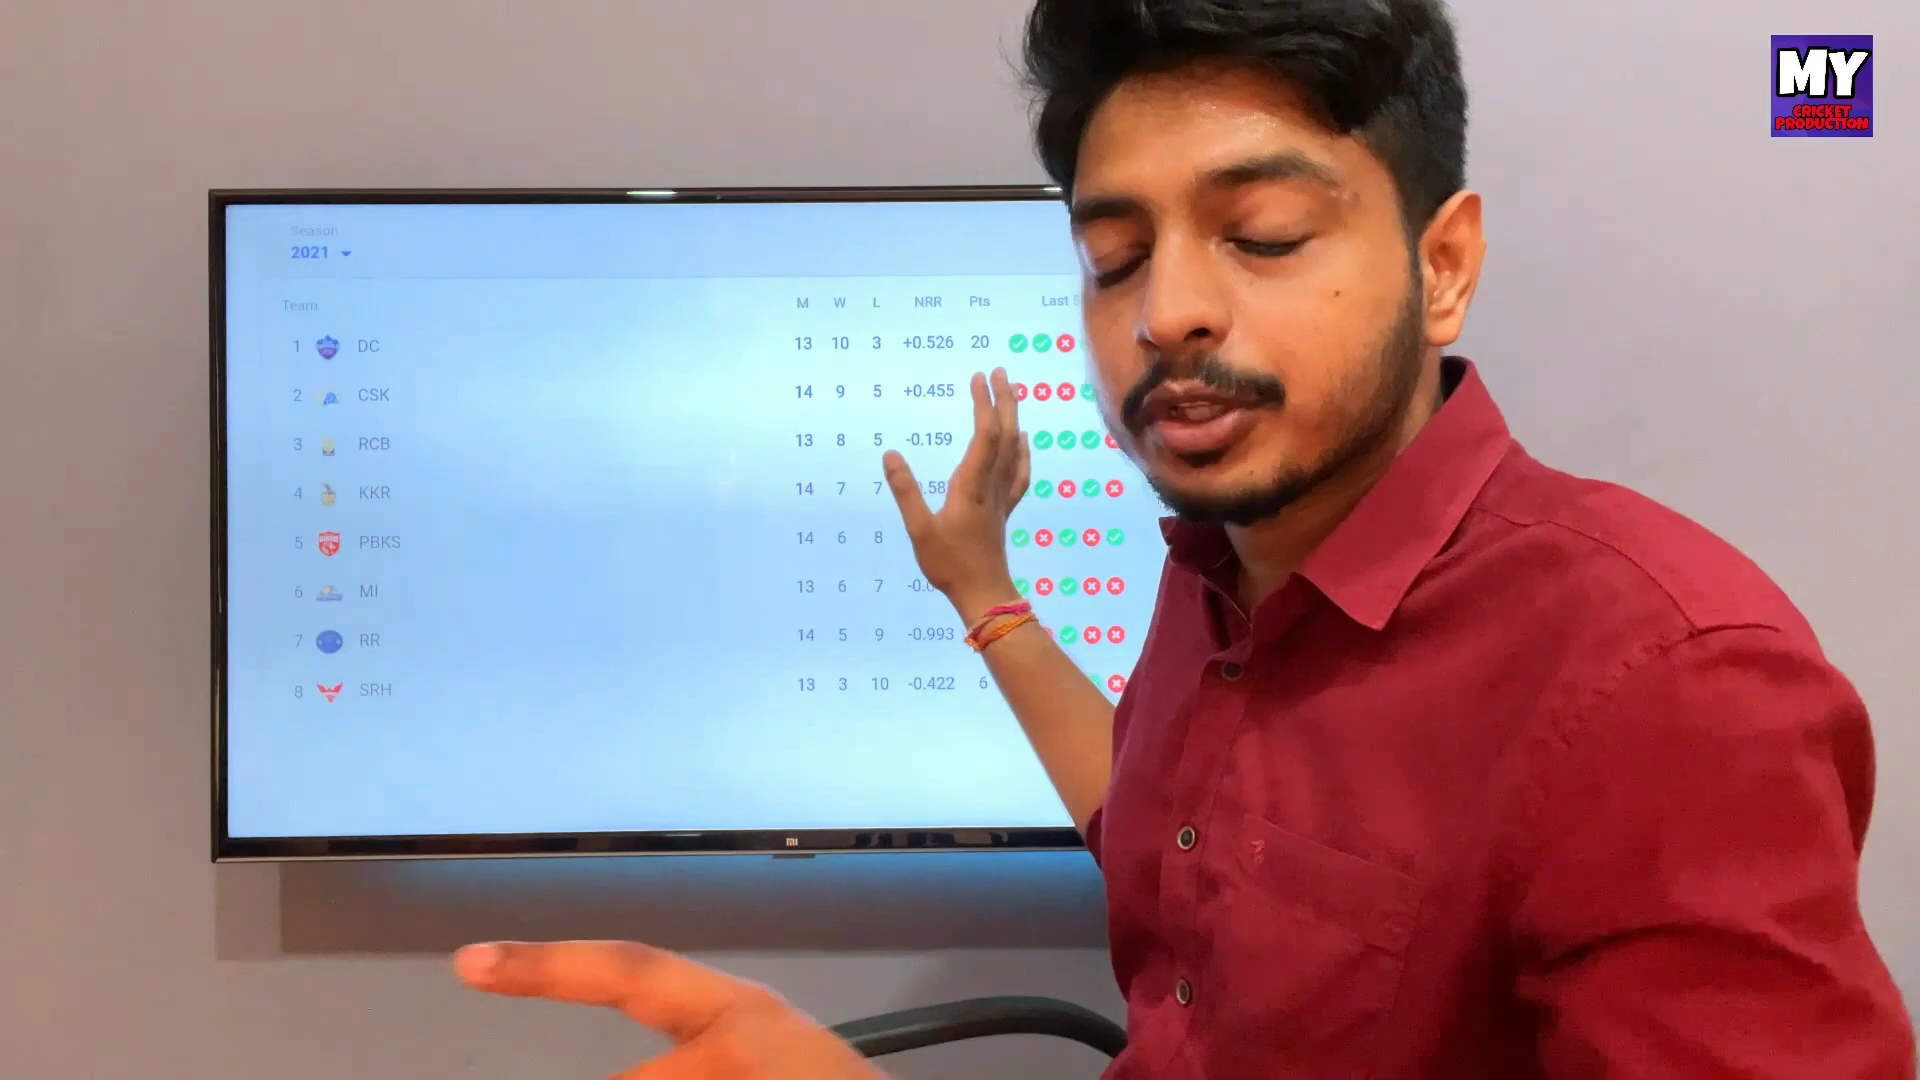 MY
CRICKET
PRODUCTION
Season
2021
Team M W L NRR Pts Last
1 DC 13 10 3 +0.526 20
2 CSK 14 9 5 +0.455
3 RCB 13 8 5 -0.159
4 KKR 14 7 7
5 PBKS 14 6 8
6 MI 13 6 7
7 RR 14 5 9 -0.993
8 SRH 13 3 10 -0.422 6
mi